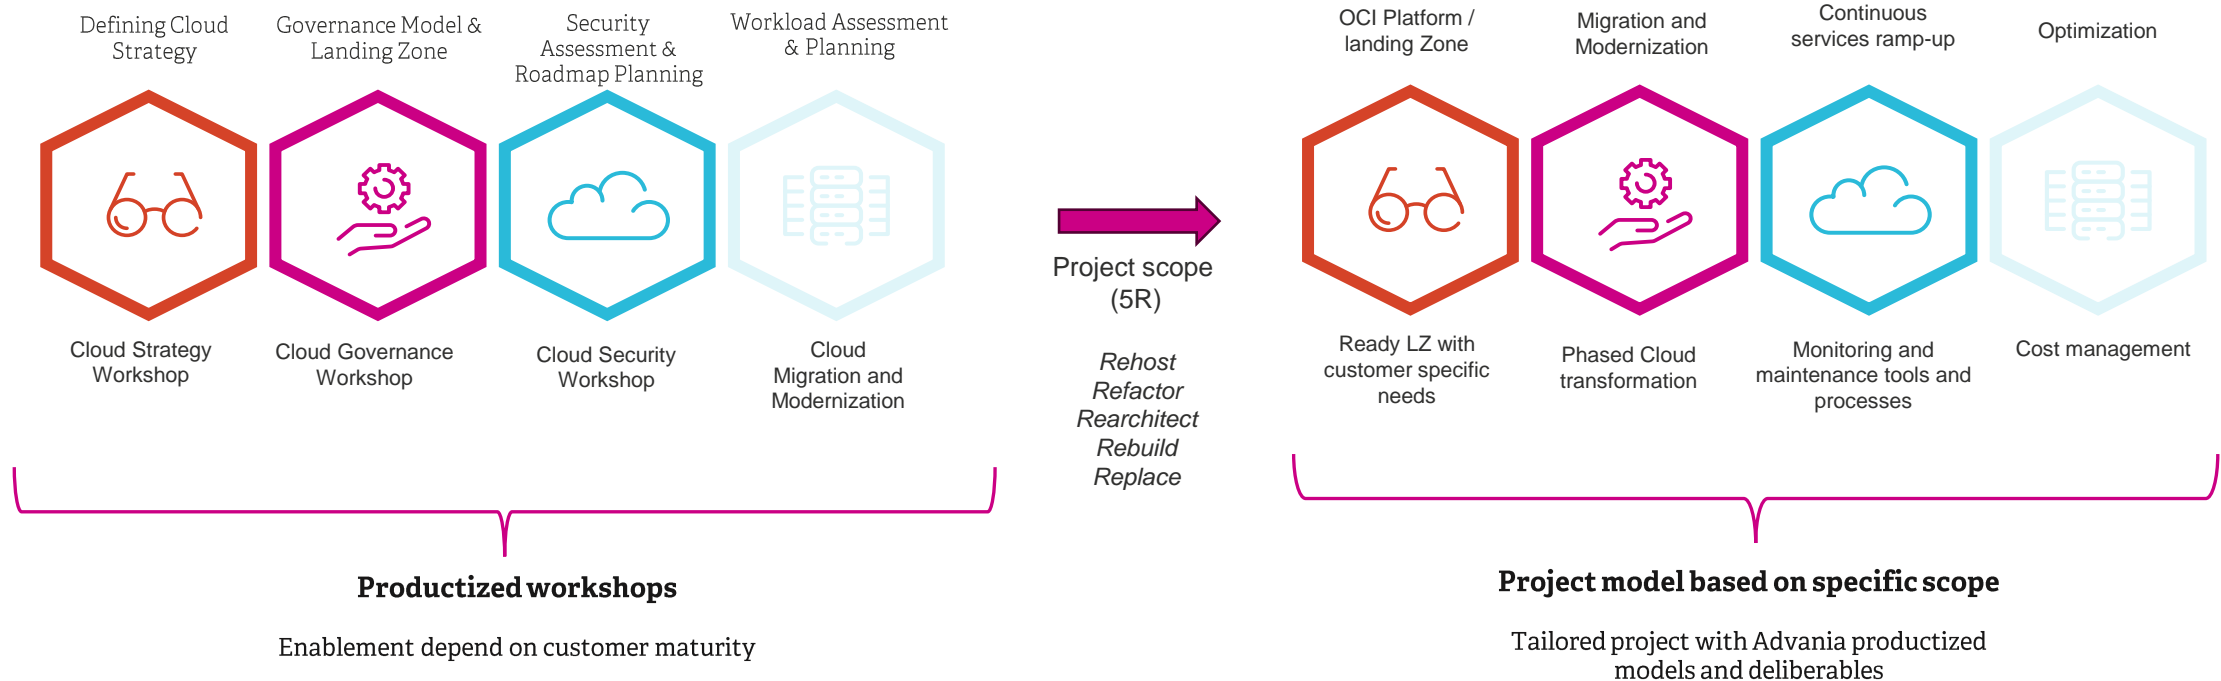 Defining Cloud
Strategy
Governance Model &
Landing Zone
Security
Assessment &
Roadmap Planning
Workload Assessment
& Planning
Cloud Strategy
Workshop
Cloud Governance
Workshop
Cloud Security
Workshop
Cloud
Migration and
Modernization
Productized workshops
Enablement depend on customer maturity
Project scope
(5R)
Rehost
Refactor
Rearchitect
Rebuild
Replace
OCI Platform /
landing Zone
Migration and
Modernization
Continuous
services ramp-up
Optimization
Ready LZ with
customer specific
needs
Phased Cloud
transformation
Monitoring and
maintenance tools and
processes
Cost management
Project model based on specific scope
Tailored project with Advania productized
models and deliberables